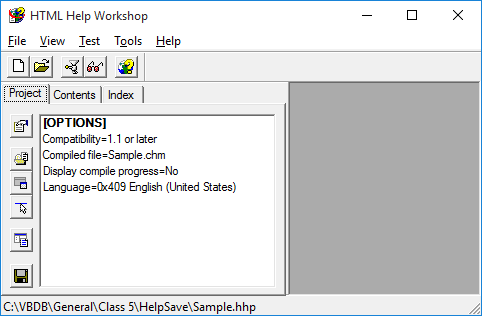 HTML Help Workshop
File View Test Tools Help
Project Contents Index
[OPTIONS]
Compatibility=1.1 or later
Compiled file=Sample.chm
Display compile progress=No
Language=0x409 English (United States)
C:\VBDB\General\Class 5\HelpSave\Sample.hhp